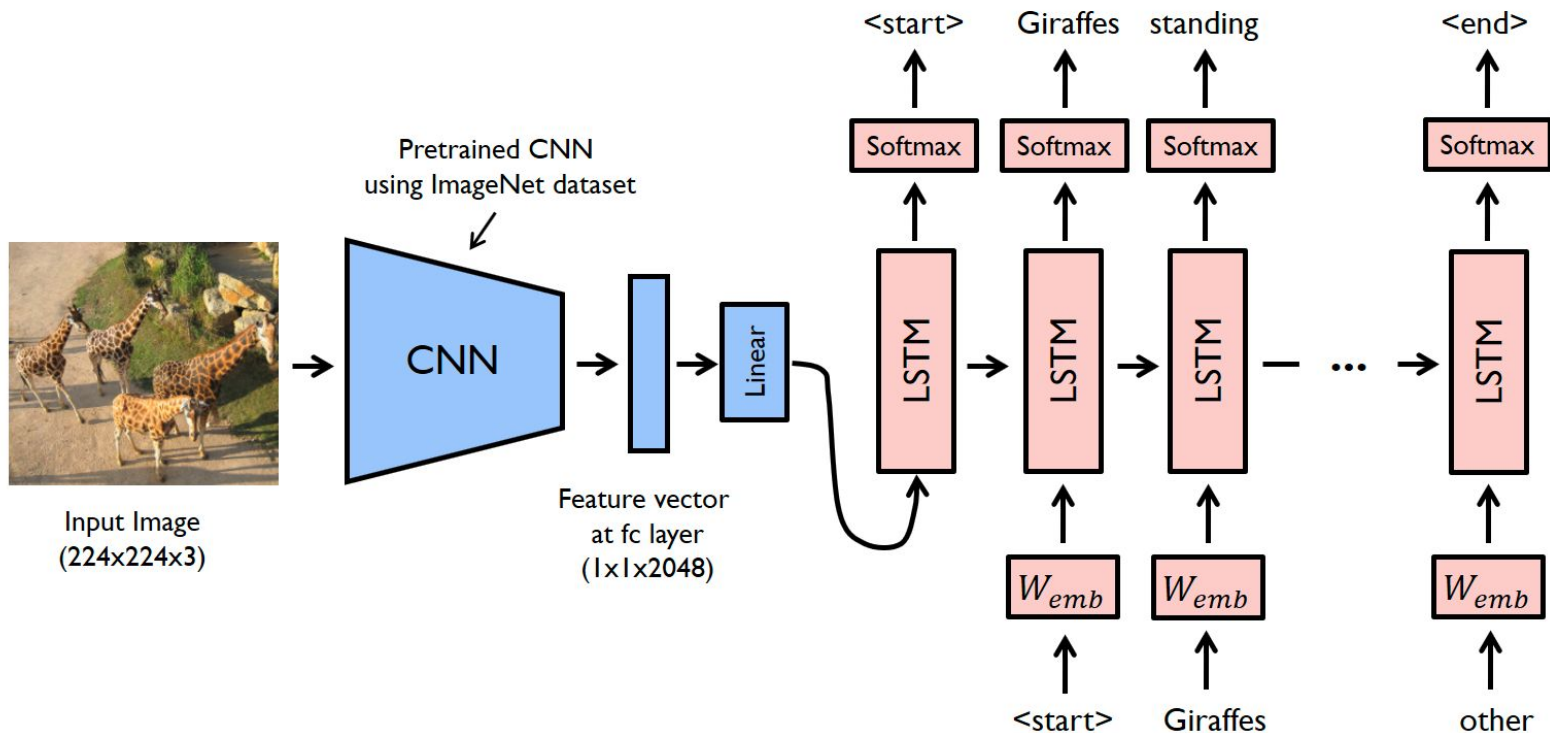 <start> Giraffes standing <end>
Softmax Softmax Softmax Softmax
Pretrained CNN
using ImageNet dataset
CNN
Linear
LSTM LSTM LSTM ... LSTM
Input Image
(224x224x3)
Feature vector
at fc layer
(1x1x2048)
W_emb W_emb W_emb
<start> Giraffes other